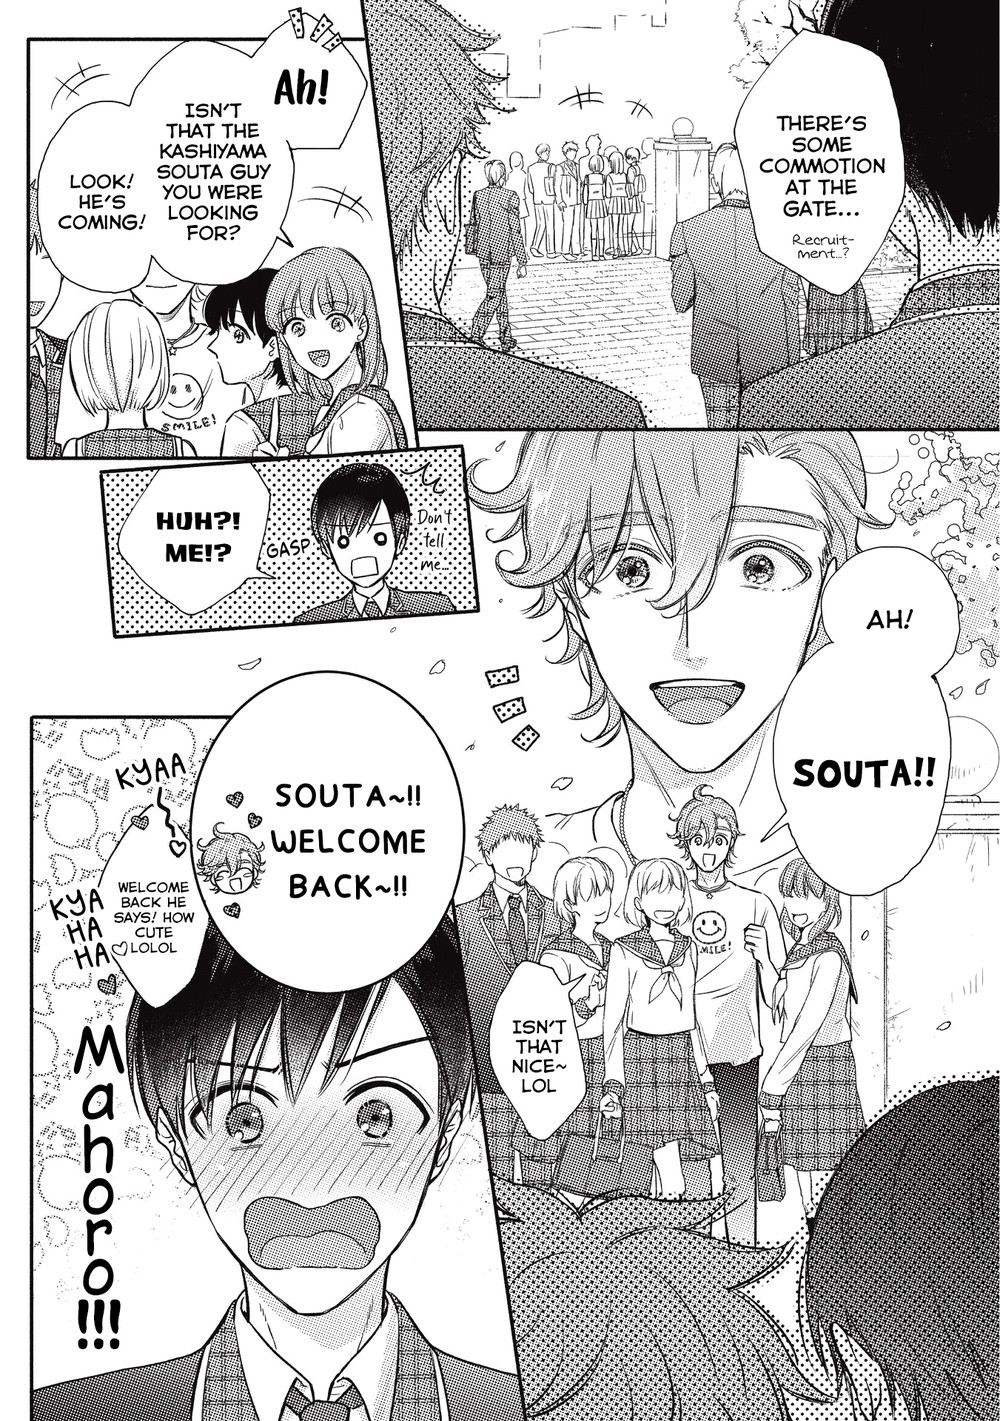 THERE'S
SOME
COMMOTION
AT THE
GATE...
Recruit-
ment...?
Ah!
ISN'T
THAT THE
KASHIYAMA
SOUTA GUY
YOU WERE
LOOKING
FOR?
LOOK!
HE'S
COMING!
SMILE!
HUH?!
ME!?
GASP
Don't
tell
me...
AH!
SOUTA!!
MILE!
ISN'T
THAT
NICE~
LOL
SOUTA~!!
WELCOME
BACK~!!
KYAA
WELCOME
BACK HE
SAYS! HOW
CUTE
LOLOL
KYA
HA
HA
Mahoro!!!